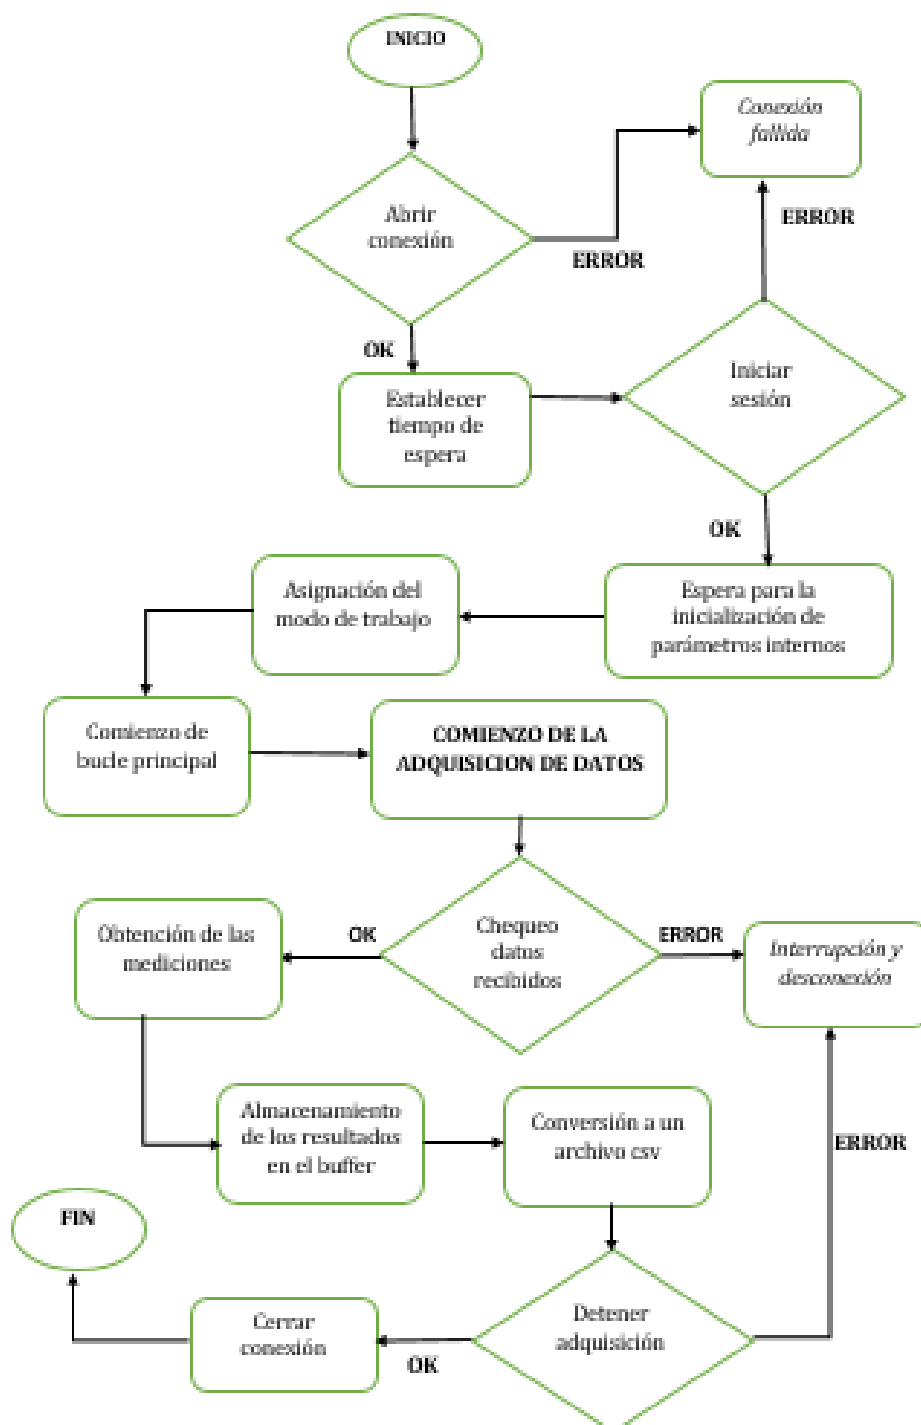 INICIO
Conexión
fallida
Abrir
conexión
ERROR
ERROR
OK
Iniciar
sesión
Establecer
tiempo de
espera
OK
Asignación del
modo de trabajo
Espera para la
inicialización de
parámetros internos
Comienzo de
bucle principal
COMIENZO DE LA
ADQUISICION DE DATOS
Chequeo
datos
recibidos
OK
ERROR
Obtención de las
mediciones
Interrupción y
desconexión
Almacenamiento
de los resultados
en el buffer
Conversión a un
archivo csv
ERROR
FIN
Detener
adquisición
OK
Cerrar
conexión